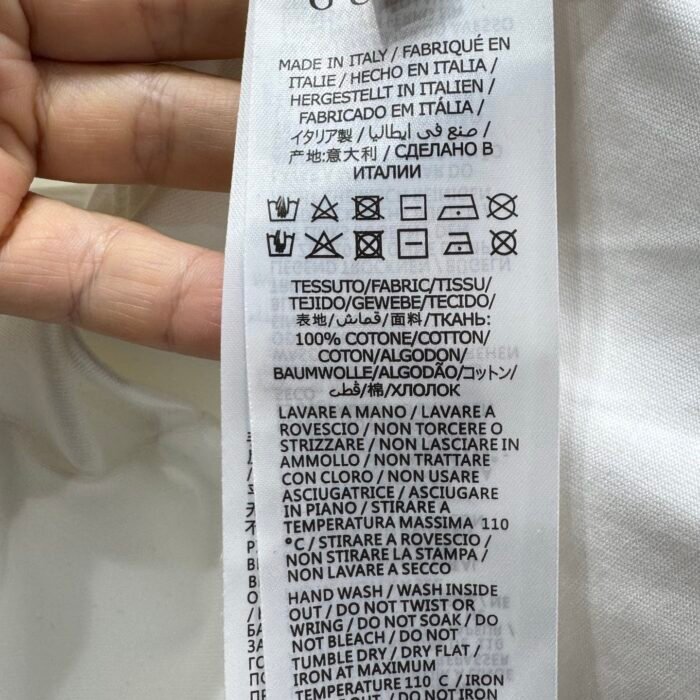 MADE IN ITALY / FABRIQUÉ EN
ITALIE / HECHO EN ITALIA /
HERGESTELLT IN ITALIEN /
FABRICADO EM ITÁLIA /
イタリア製 / صنع في ايطاليا /
产地:意大利 / СДЕЛАНО В
ИТАЛИИ
TESSUTO/FABRIC/TISSU/
TEJIDO/GEWEBE/TECIDO/
表地/قماش/面料/ТКАНЬ:
100% COTONE/COTTON/
COTON/ALGODON/
BAUMWOLLE/ALGODÃO/コットン/
قطن/棉/ХЛОЛОК
LAVARE A MANO / LAVARE A
ROVESCIO / NON TORCERE O
STRIZZARE / NON LASCIARE IN
AMMOLLO / NON TRATTARE
CON CLORO / NON USARE
ASCIUGATRICE / ASCIUGARE
IN PIANO / STIRARE A
TEMPERATURA MASSIMA 110
°C / STIRARE A ROVESCIO /
NON STIRARE LA STAMPA /
NON LAVARE A SECCO
HAND WASH / WASH INSIDE
OUT / DO NOT TWIST OR
WRING / DO NOT SOAK / DO
NOT BLEACH / DO NOT
TUMBLE DRY / DRY FLAT /
IRON AT MAXIMUM
TEMPERATURE 110 C / IRON